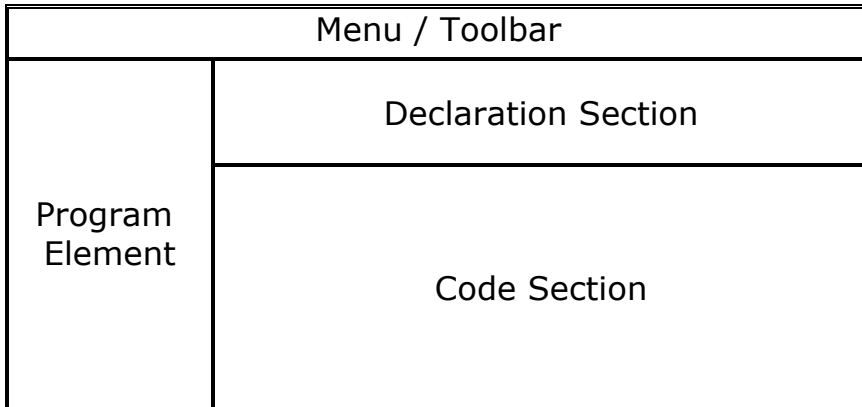 Menu / Toolbar
Declaration Section
Program
Element
Code Section